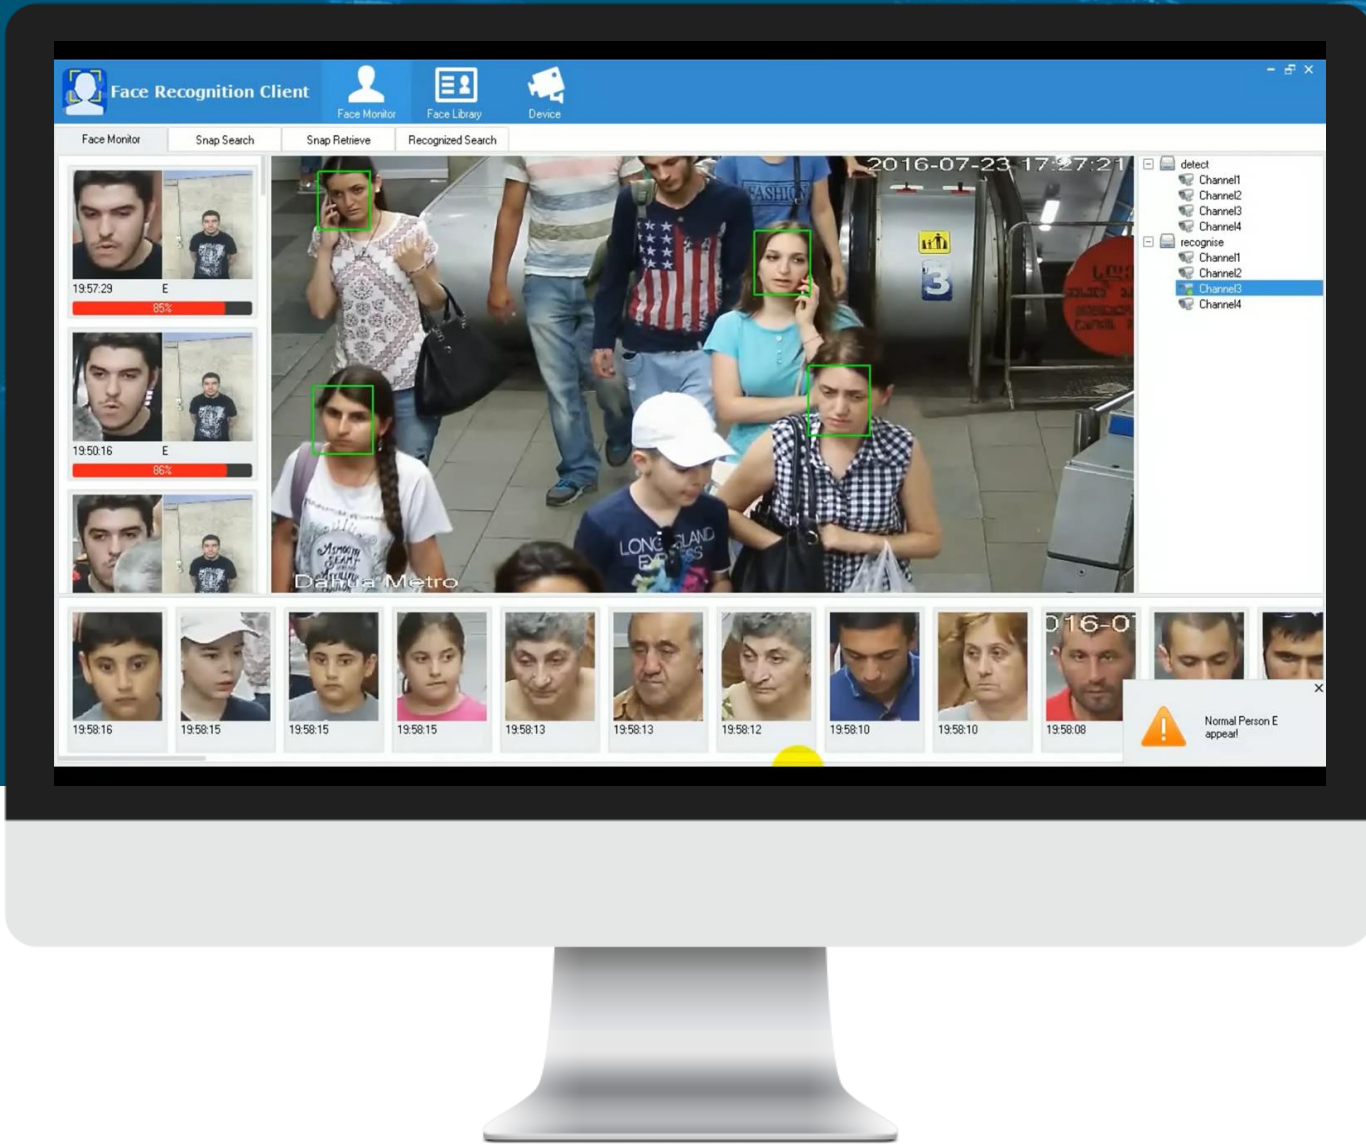 Face Recognition Client
Face Monitor
Face Library
Device
Face Monitor
Snap Search
Snap Retrieve
Recognized Search
19:57:29 E
85%
19:50:16 E
86%
2016-07-23 17:27:21
FASHION
3
LONG ISLAND
Dahua Metro
detect
Channel1
Channel2
Channel3
Channel4
recognise
Channel1
Channel2
Channel3
Channel4
016-0
19:58:16
19:58:15
19:58:15
19:58:15
19:58:13
19:58:13
19:58:12
19:58:10
19:58:10
19:58:08
Normal Person E
appear!